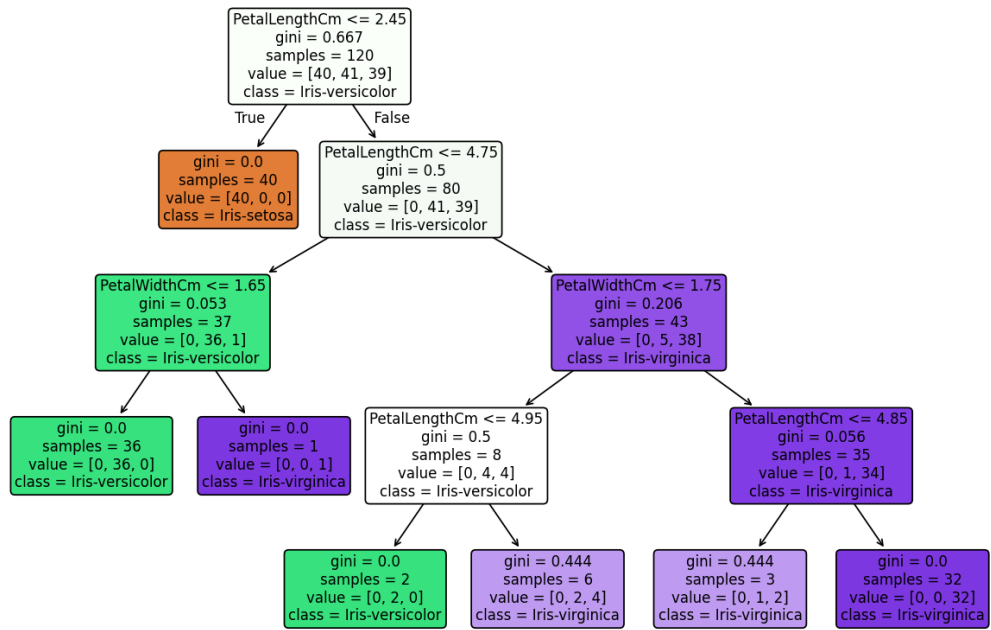 PetalLengthCm <= 2.45
gini = 0.667
samples = 120
value = [40, 41, 39]
class = Iris-versicolor
True
False
gini = 0.0
samples = 40
value = [40, 0, 0]
class = Iris-setosa
PetalLengthCm <= 4.75
gini = 0.5
samples = 80
value = [0, 41, 39]
class = Iris-versicolor
PetalWidthCm <= 1.65
gini = 0.053
samples = 37
value = [0, 36, 1]
class = Iris-versicolor
PetalWidthCm <= 1.75
gini = 0.206
samples = 43
value = [0, 5, 38]
class = Iris-virginica
gini = 0.0
samples = 36
value = [0, 36, 0]
class = Iris-versicolor
gini = 0.0
samples = 1
value = [0, 0, 1]
class = Iris-virginica
PetalLengthCm <= 4.95
gini = 0.5
samples = 8
value = [0, 4, 4]
class = Iris-versicolor
PetalLengthCm <= 4.85
gini = 0.056
samples = 35
value = [0, 1, 34]
class = Iris-virginica
gini = 0.0
samples = 2
value = [0, 2, 0]
class = Iris-versicolor
gini = 0.444
samples = 6
value = [0, 2, 4]
class = Iris-virginica
gini = 0.444
samples = 3
value = [0, 1, 2]
class = Iris-virginica
gini = 0.0
samples = 32
value = [0, 0, 32]
class = Iris-virginica